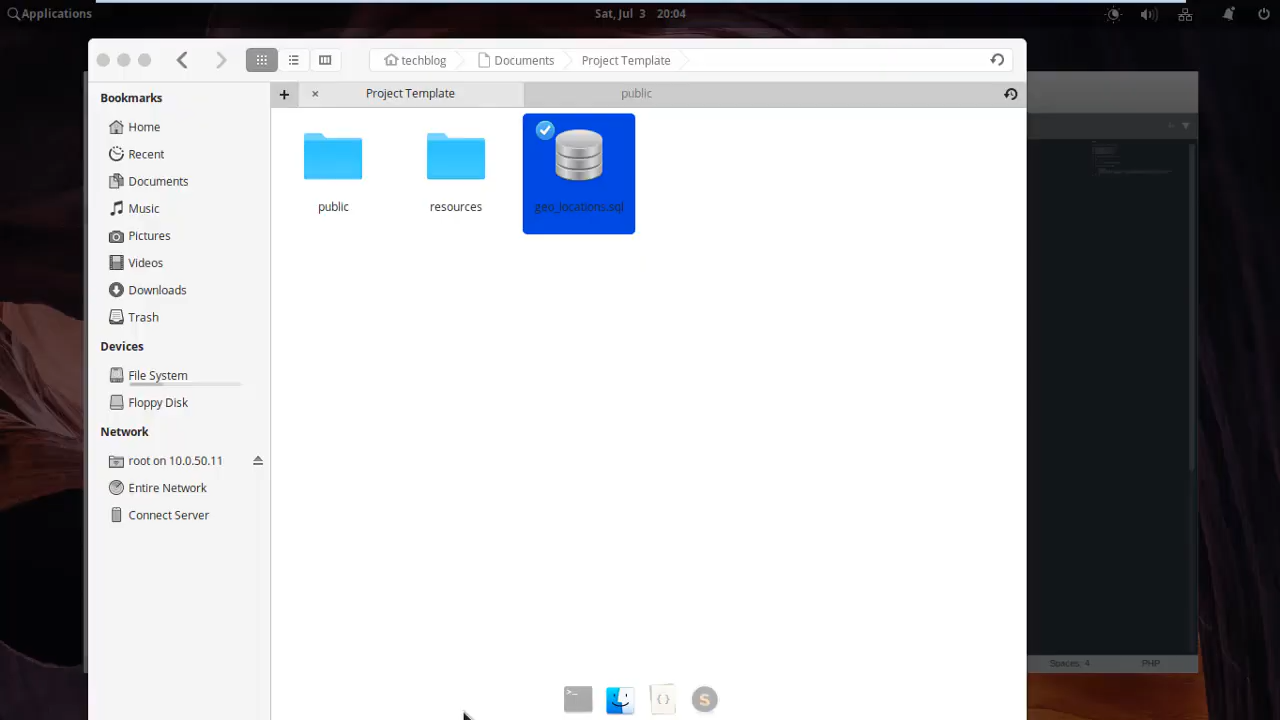 Applications
Sat, Jul 3 20:04
techblog
Documents
Project Template
Bookmarks
Project Template
public
Home
Recent
Documents
Music
Pictures
Videos
Downloads
Trash
public
resources
geo_locations.sql
Devices
File System
Floppy Disk
Network
root on 10.0.50.11
Entire Network
Connect Server
Spaces: 4
PHP